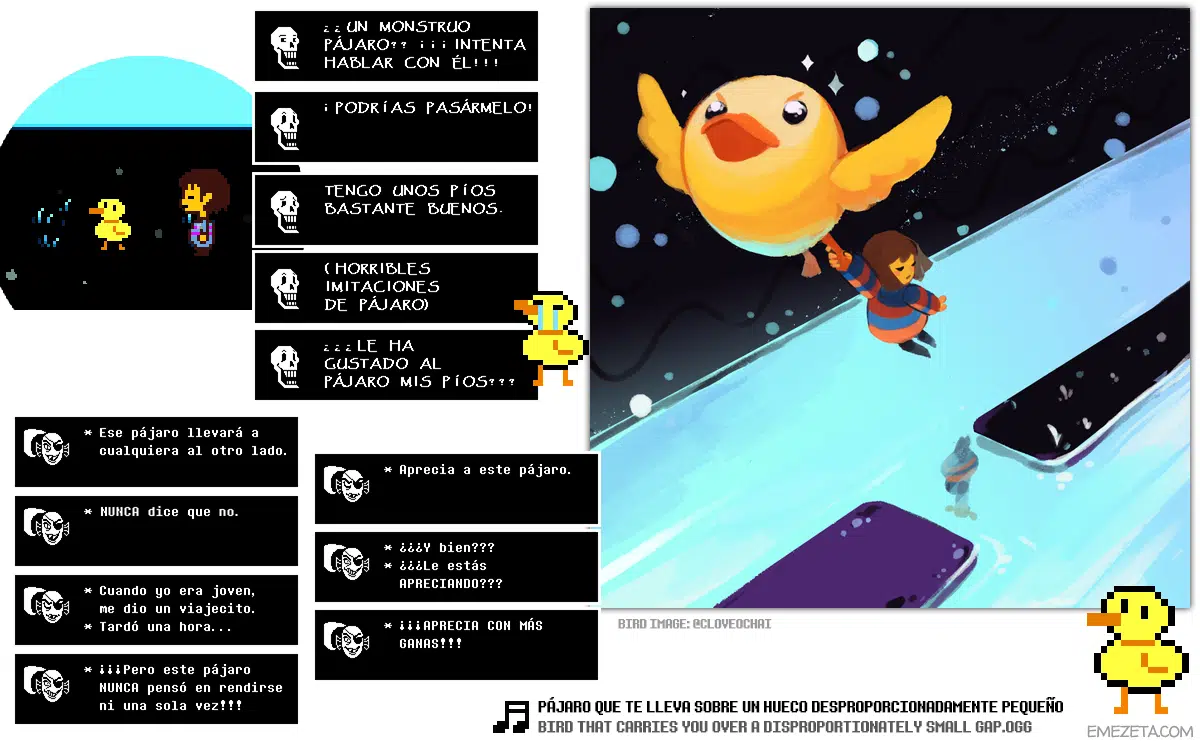 ¿¿UN MONSTRUO
PÁJARO?? ¡¡¡INTENTA
HABLAR CON ÉL!!!
¡PODRÍAS PASÁRMELO!
TENGO UNOS PÍOS
BASTANTE BUENOS.
(HORRIBLES
IMITACIONES
DE PÁJARO)
¿¿¿LE HA
GUSTADO AL
PÁJARO MIS PÍOS???
* Ese pájaro llevará a
cualquiera al otro lado.
* NUNCA dice que no.
* Cuando yo era joven,
me dio un viajecito.
* Tardó una hora...
* ¡¡¡Pero este pájaro
NUNCA pensó en rendirse
ni una sola vez!!!
* Aprecia a este pájaro.
* ¿¿¿Y bien???
* ¿¿¿Le estás
APRECIANDO???
* ¡¡¡APRECIA CON MÁS
GANAS!!!
BIRD IMAGE: @CLOVEOCHAI
PÁJARO QUE TE LLEVA SOBRE UN HUECO DESPROPORCIONADAMENTE PEQUEÑO
BIRD THAT CARRIES YOU OVER A DISPROPORTIONATELY SMALL GAP.OGG
EMEZETA.COM